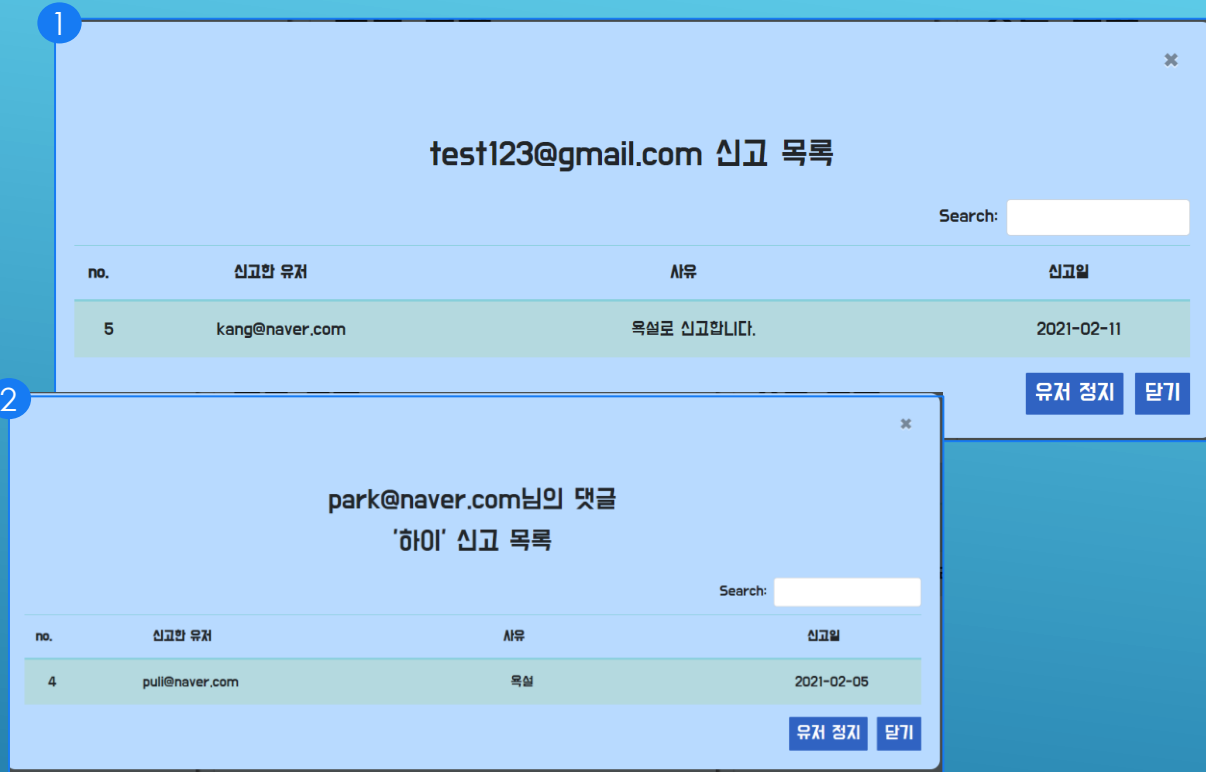 1
✖
test123@gmail.com 신고 목록
Search:
no. 신고한 유저 사유 신고일
5 kang@naver.com 욕설로 신고합니다. 2021-02-11
유저 정지 닫기
2
✖
park@naver.com님의 댓글
'하이' 신고 목록
Search:
no. 신고한 유저 사유 신고일
4 puli@naver.com 욕설 2021-02-05
유저 정지 닫기